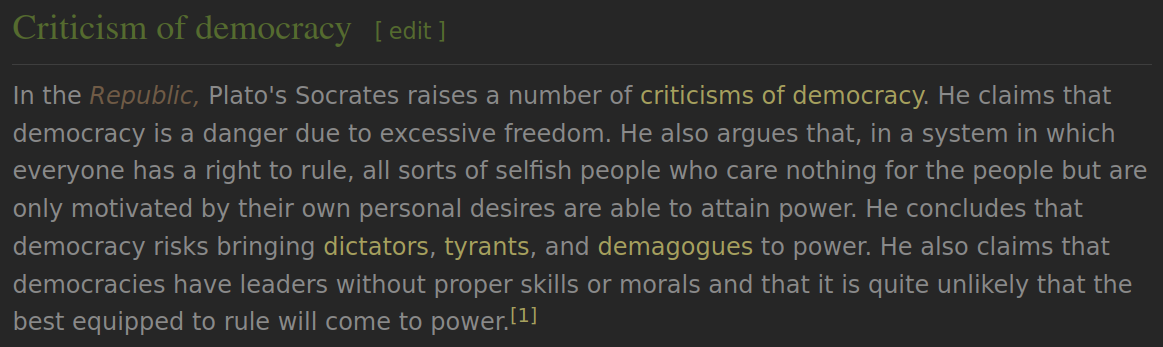 Criticism of democracy [ edit ]
In the Republic, Plato's Socrates raises a number of criticisms of democracy. He claims that
democracy is a danger due to excessive freedom. He also argues that, in a system in which
everyone has a right to rule, all sorts of selfish people who care nothing for the people but are
only motivated by their own personal desires are able to attain power. He concludes that
democracy risks bringing dictators, tyrants, and demagogues to power. He also claims that
democracies have leaders without proper skills or morals and that it is quite unlikely that the
best equipped to rule will come to power.[1]